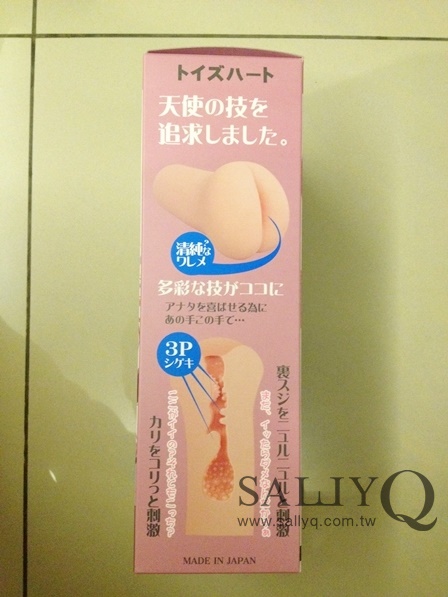 トイズハート
天使の技を
追求しました。
清純?な
ワレメ
多彩な技がココに
アナタを喜ばせる為に
あの手この手で…
3P
シゲキ
裏スジをニュルニュルと刺激
カリをコリっと刺激
SALLYQ
www.sallyq.com.tw
MADE IN JAPAN